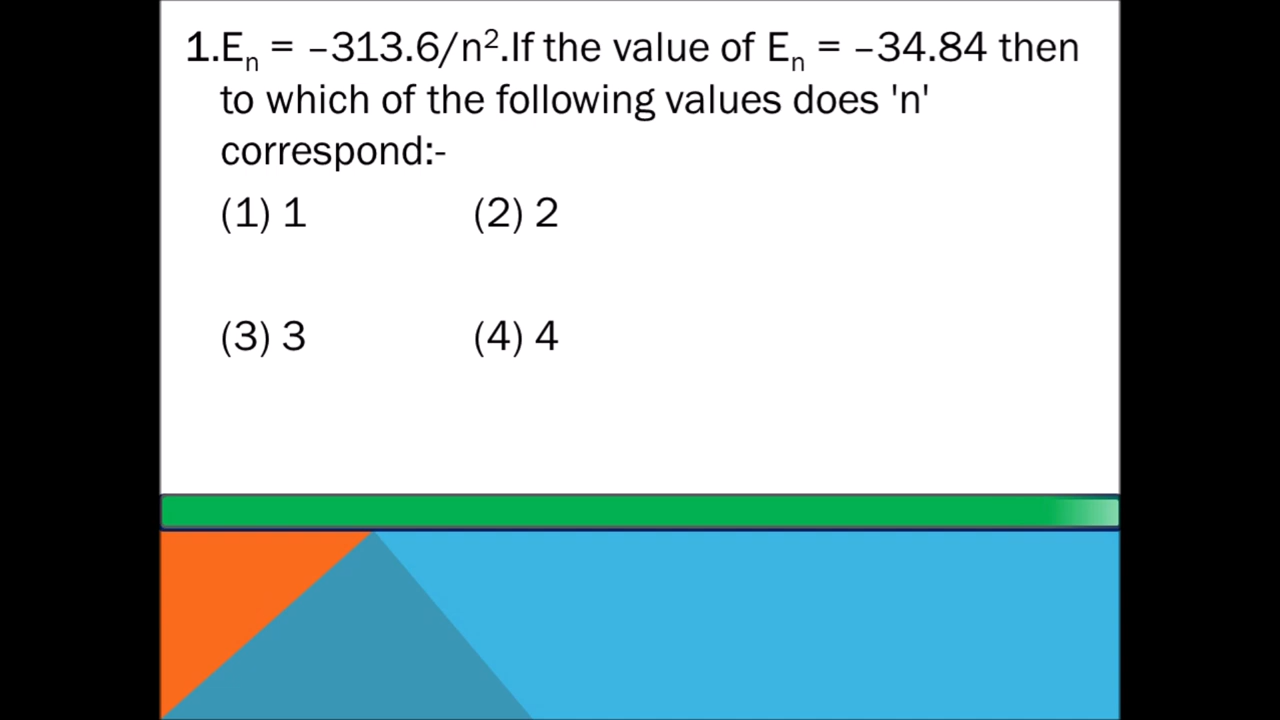 1.Eₙ = –313.6/n².If the value of Eₙ = –34.84 then
to which of the following values does 'n'
correspond:-
(1) 1 (2) 2
(3) 3 (4) 4